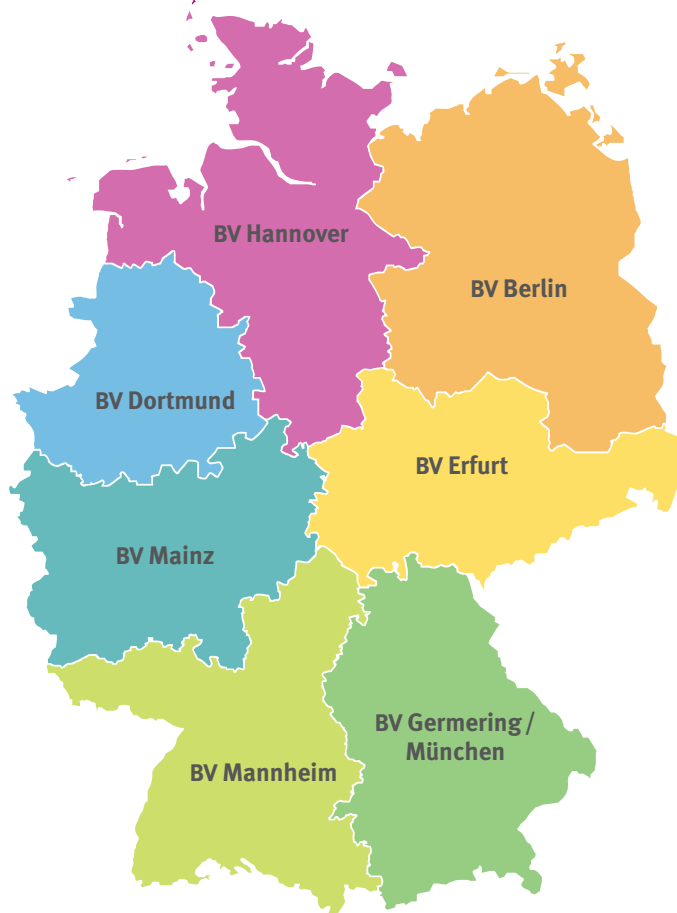 BV Hannover
BV Berlin
BV Dortmund
BV Erfurt
BV Mainz
BV Germering /
München
BV Mannheim